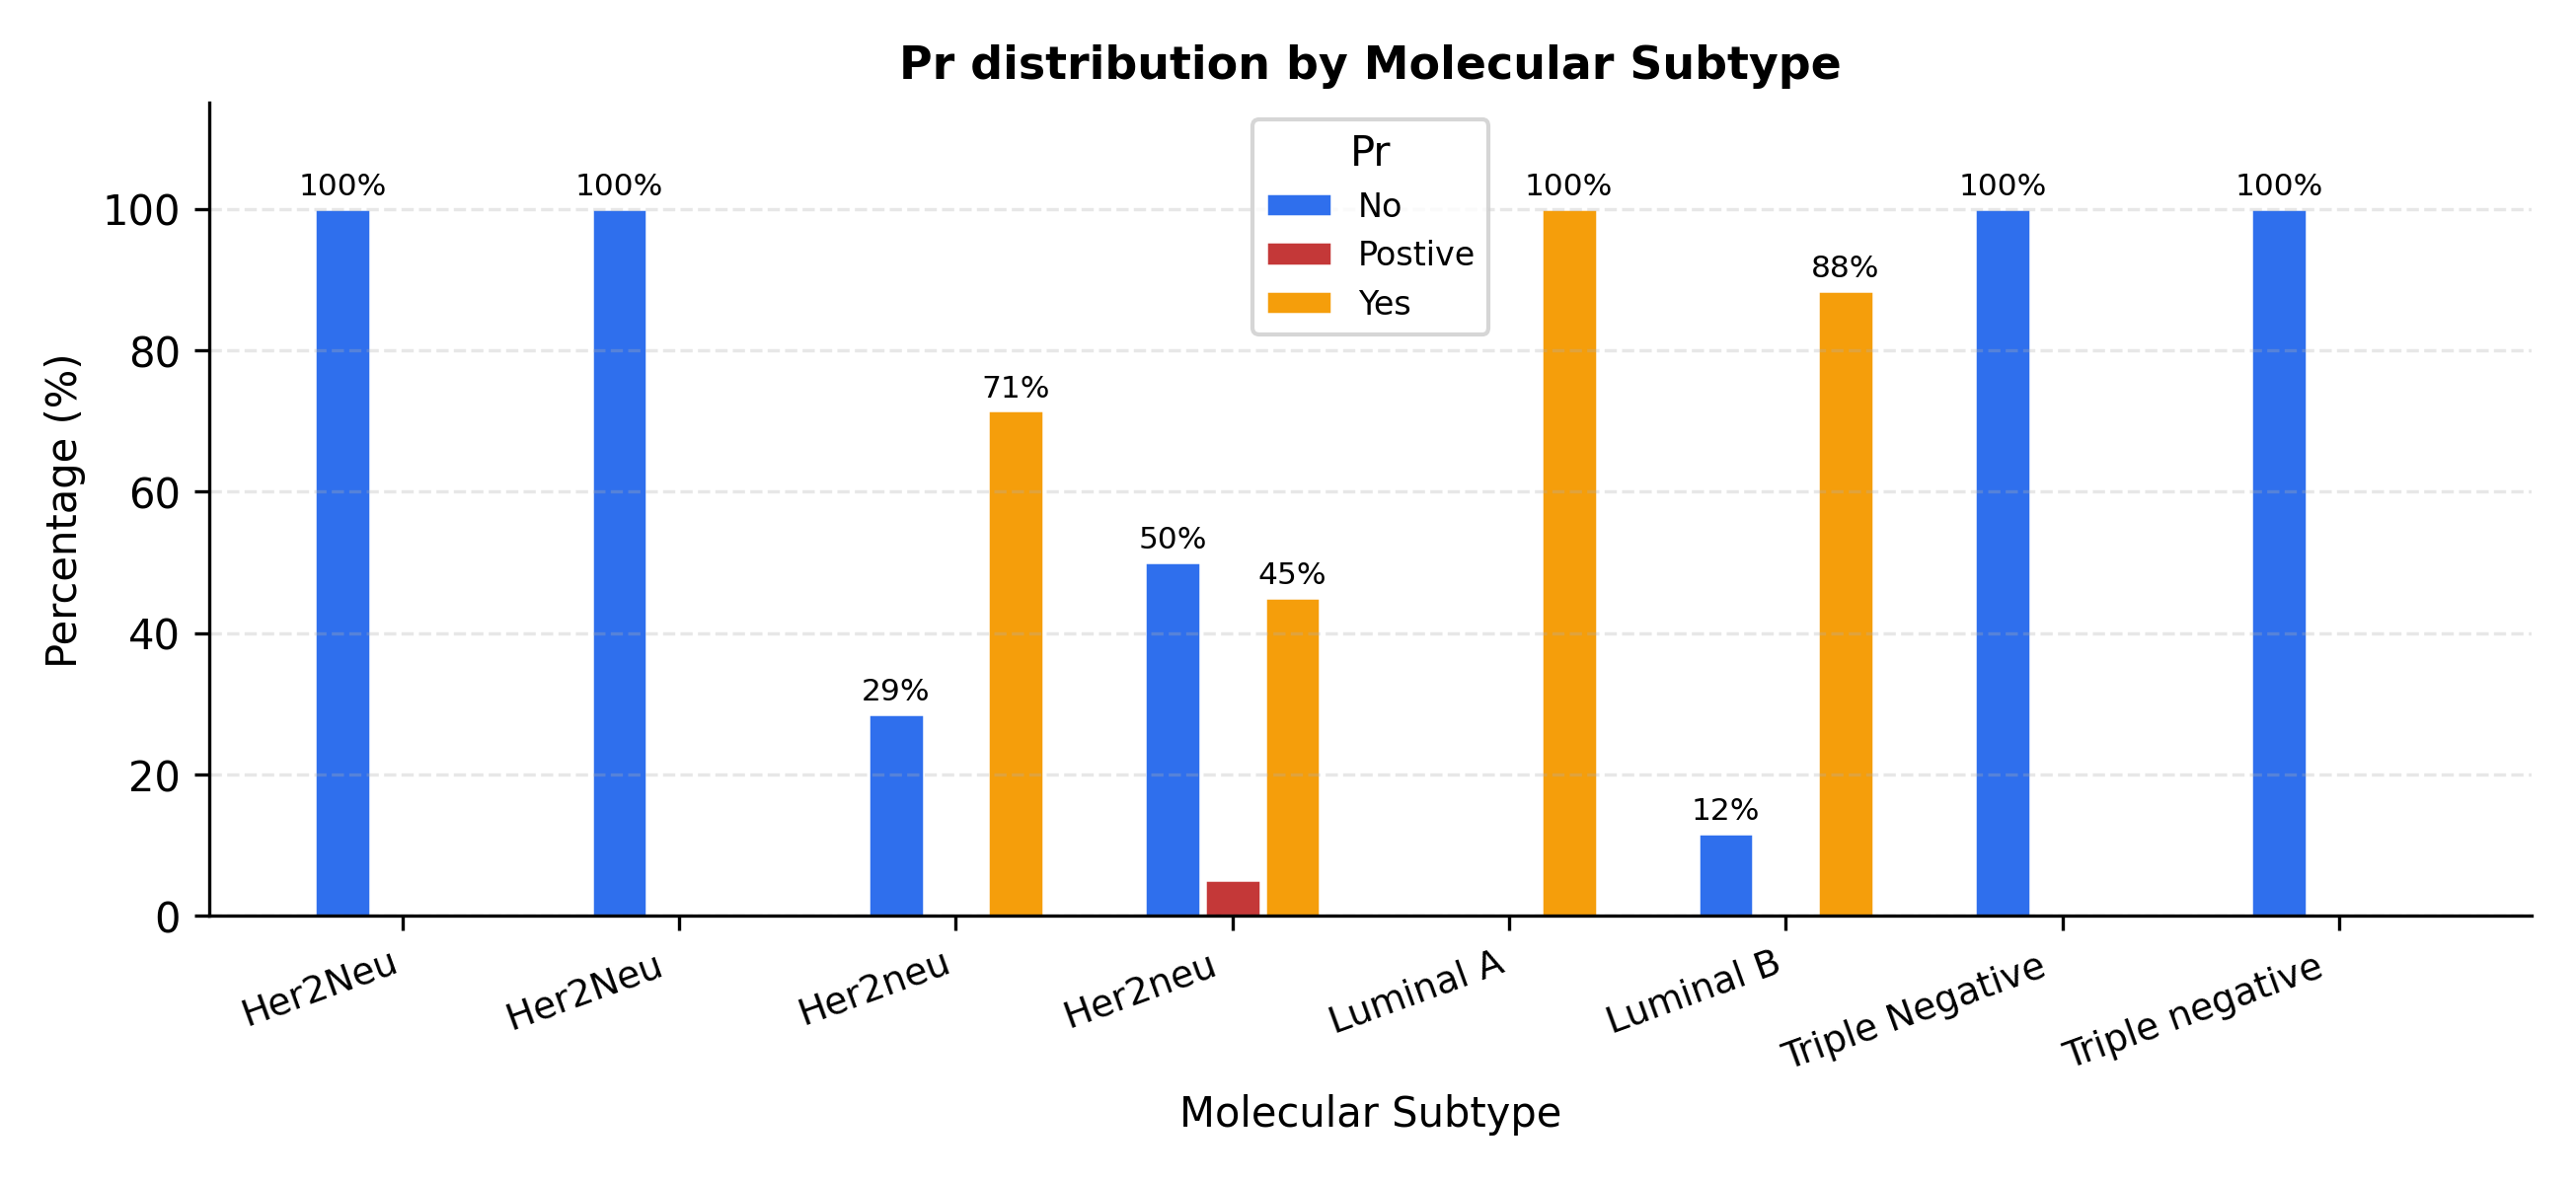 Pr distribution by Molecular Subtype
Pr
No
Postive
Yes
Percentage (%)
100
80
60
40
20
0
100%
100%
29%
71%
50%
45%
100%
12%
88%
100%
100%
Her2Neu
Her2Neu
Her2neu
Her2neu
Luminal A
Luminal B
Triple Negative
Triple negative
Molecular Subtype